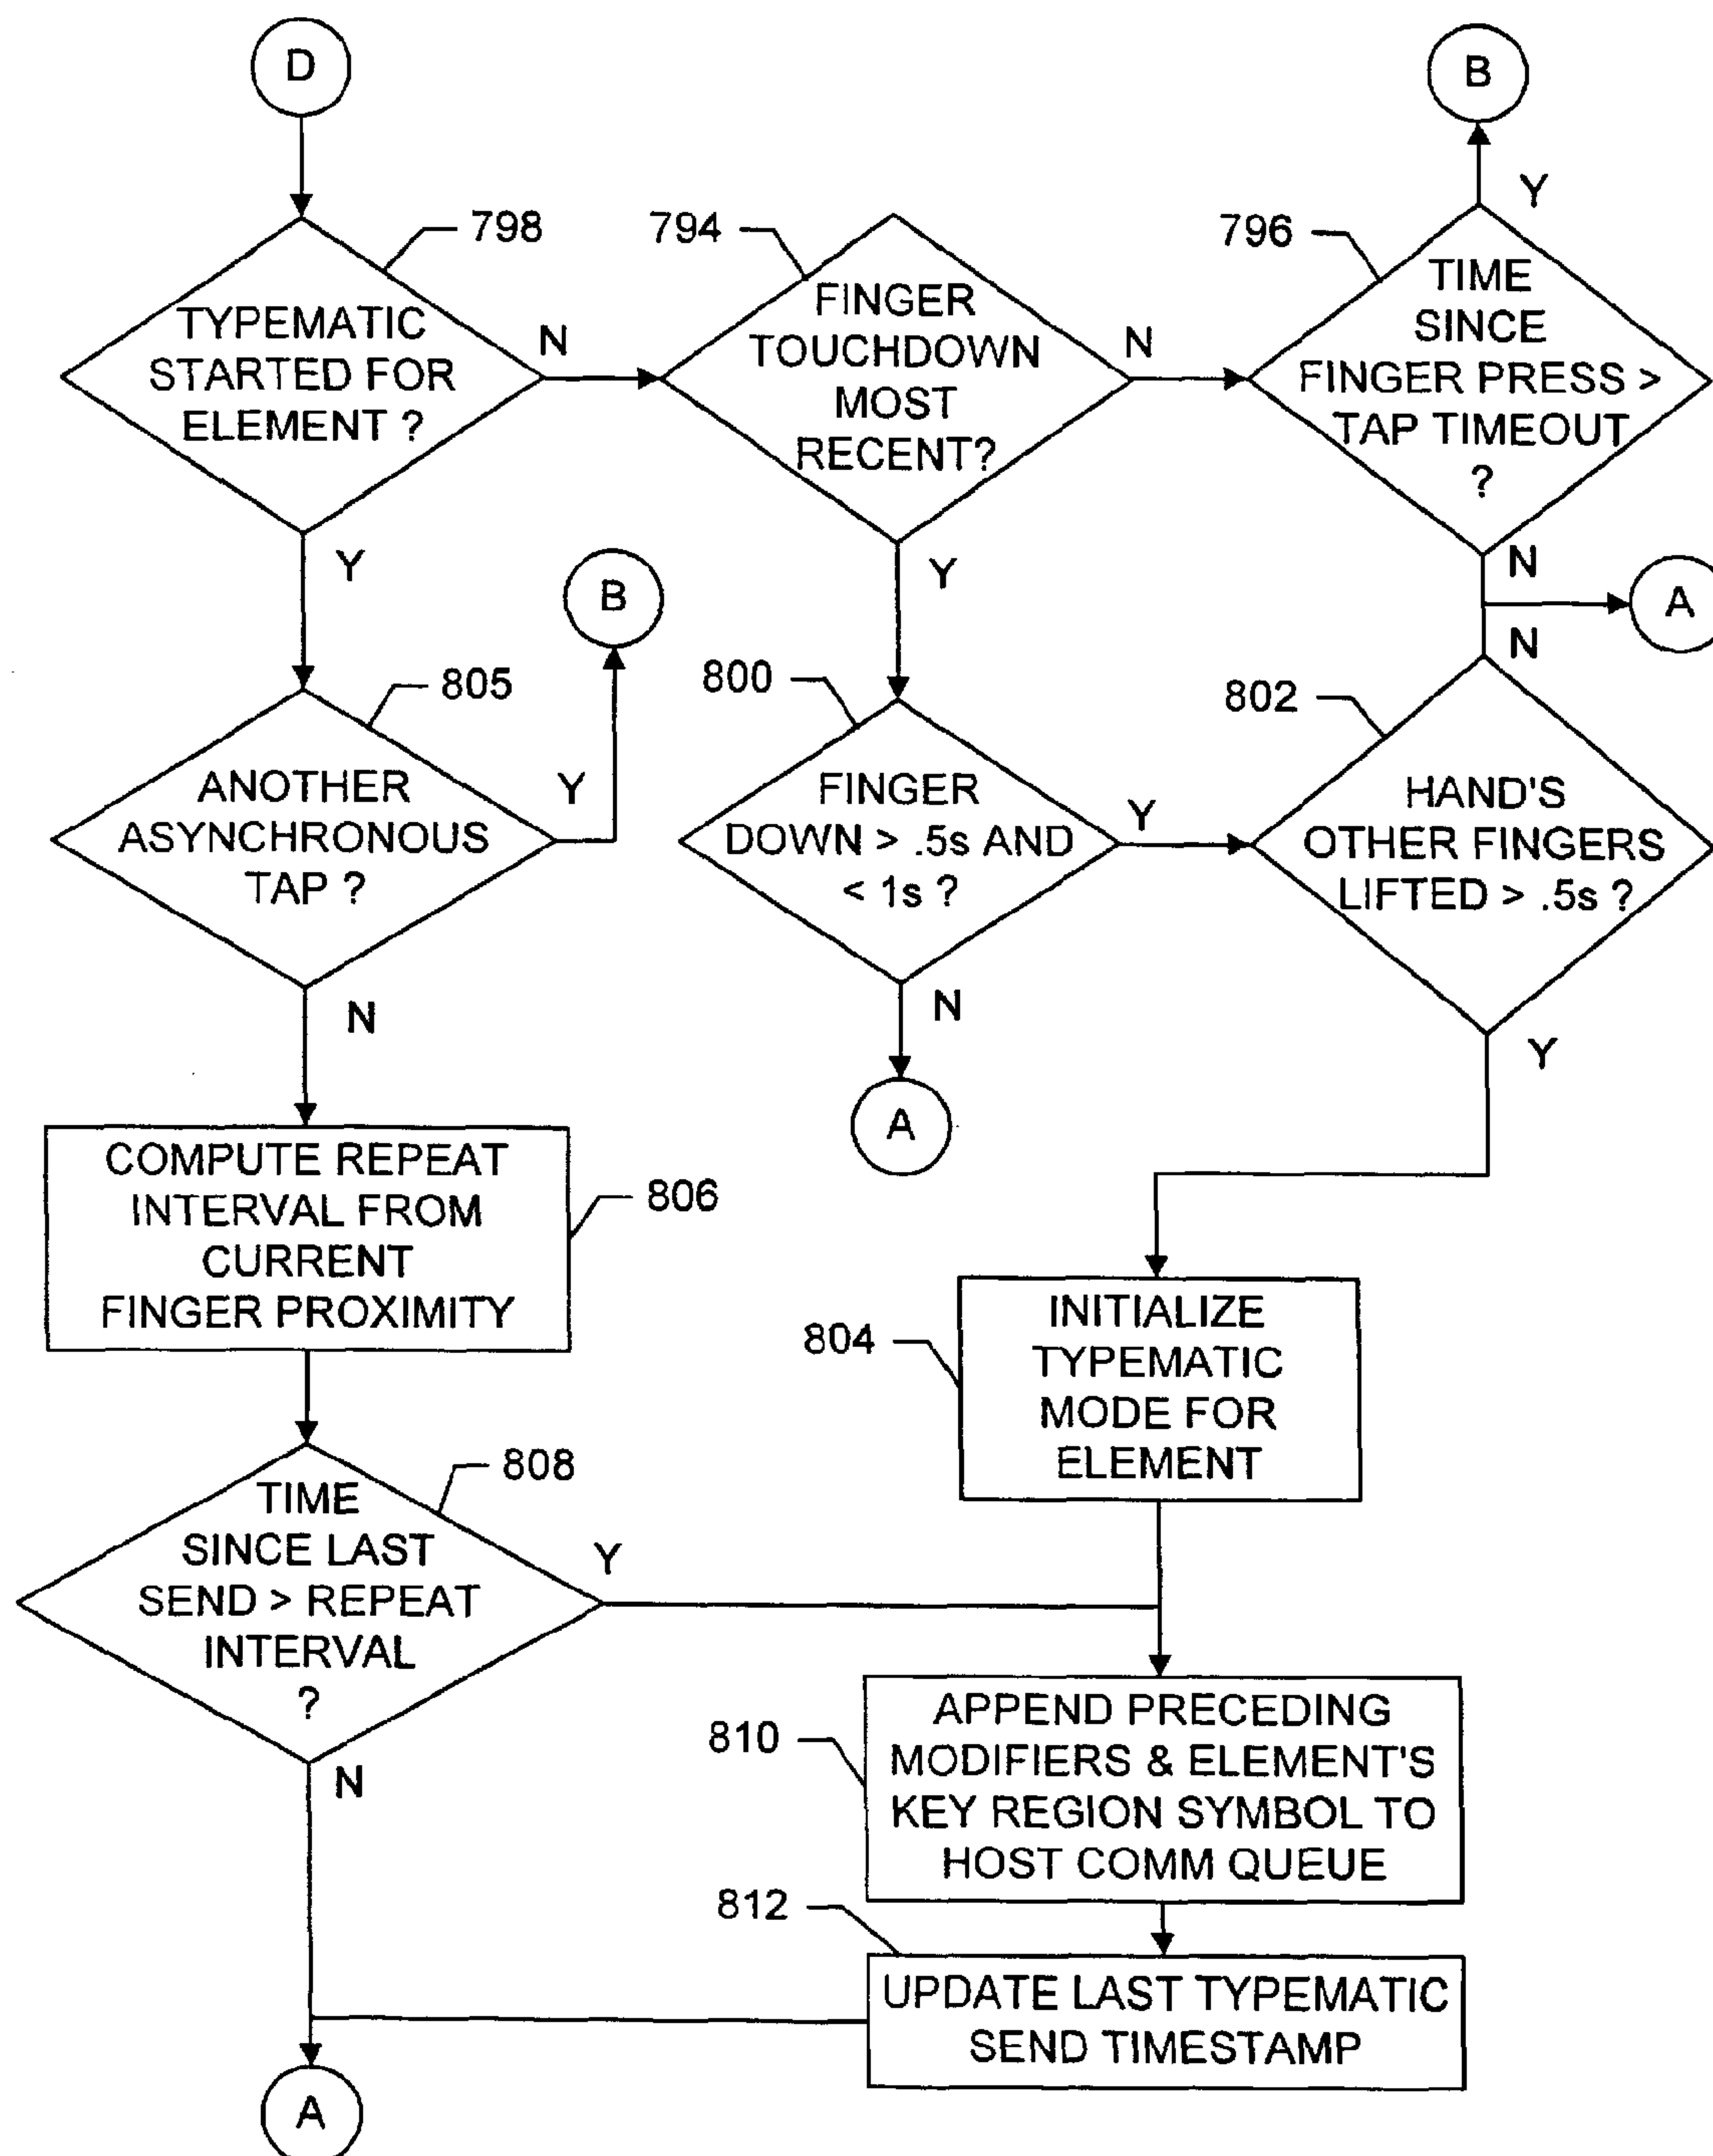 D
B
798
794
796
TYPEMATIC
STARTED FOR
ELEMENT ?
N
FINGER
TOUCHDOWN
MOST
RECENT?
N
Y
TIME
SINCE
FINGER PRESS >
TAP TIMEOUT
?
Y
B
Y
N
A
N
805
800
802
ANOTHER
ASYNCHRONOUS
TAP ?
Y
FINGER
DOWN > .5s AND
< 1s ?
Y
HAND'S
OTHER FINGERS
LIFTED > .5s ?
N
N
Y
A
COMPUTE REPEAT
INTERVAL FROM
CURRENT
FINGER PROXIMITY
806
804
INITIALIZE
TYPEMATIC
MODE FOR
ELEMENT
808
TIME
SINCE LAST
SEND > REPEAT
INTERVAL
?
Y
N
810
APPEND PRECEDING
MODIFIERS & ELEMENT'S
KEY REGION SYMBOL TO
HOST COMM QUEUE
812
UPDATE LAST TYPEMATIC
SEND TIMESTAMP
A